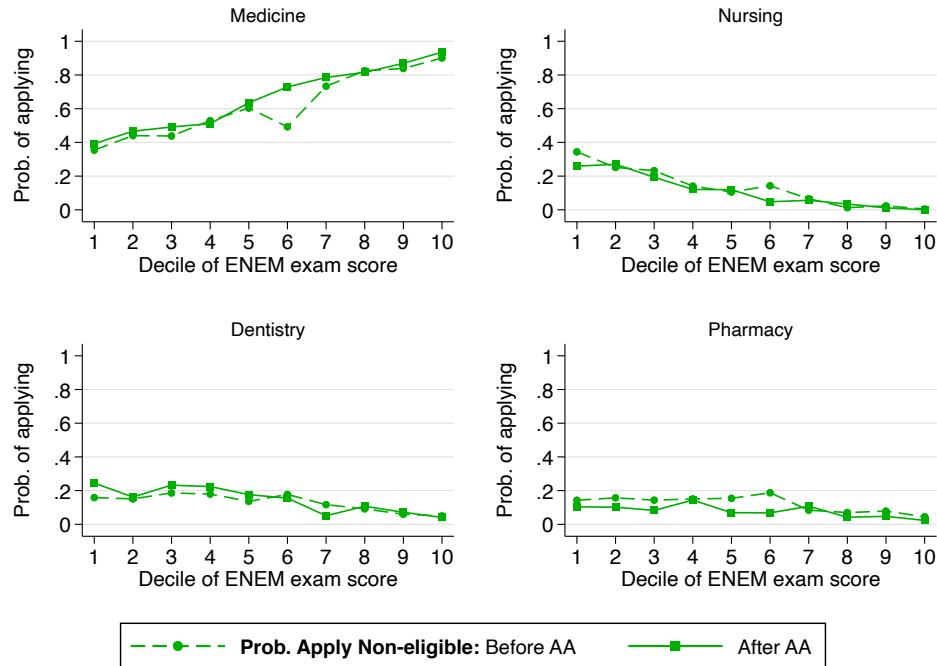 Medicine
Prob. of applying
1
.8
.6
.4
.2
0
1 2 3 4 5 6 7 8 9 10
Decile of ENEM exam score
Nursing
Prob. of applying
1
.8
.6
.4
.2
0
1 2 3 4 5 6 7 8 9 10
Decile of ENEM exam score
Dentistry
Prob. of applying
1
.8
.6
.4
.2
0
1 2 3 4 5 6 7 8 9 10
Decile of ENEM exam score
Pharmacy
Prob. of applying
1
.8
.6
.4
.2
0
1 2 3 4 5 6 7 8 9 10
Decile of ENEM exam score
Prob. Apply Non-eligible: Before AA After AA